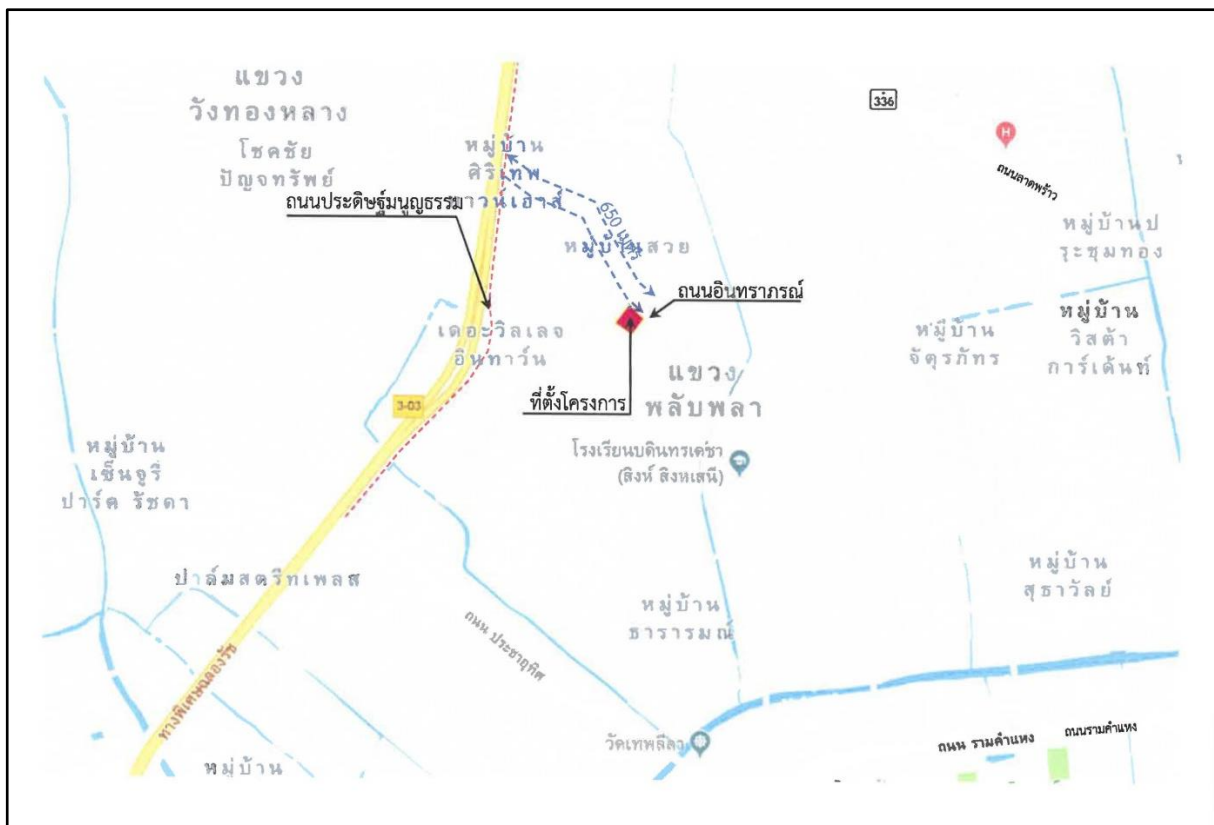 แขวง
วังทองหลาง
โชคชัย
ปัญจทรัพย์
หมู่บ้าน
ศิริเทพ
ทาวน์เฮ้าส์
ถนนประดิษฐ์มนูญธรรม
650 เมตร
หมู่บ้านสวย
336
H
ถนนลาดพร้าว
หมู่บ้านป
ระชุมทอง
ถนนอินทราภรณ์
เดอะวิลเลจ
อินทาว์น
หมู่บ้าน
จัตุรภัทร
หมู่บ้าน
วิสต้า
การ์เด้นท์
แขวง
พลับพลา
ที่ตั้งโครงการ
3-03
หมู่บ้าน
เซ็นจูรี่
ปาร์ค รัชดา
โรงเรียนบดินทรเดชา
(สิงห์ สิงหเสนี)
ปาล์มสตรีทเพลส
หมู่บ้าน
สุธาวัลย์
หมู่บ้าน
ธารารมณ์
ถนน ประชาอุทิศ
ทางพิเศษฉลองรัช
วัดเทพลีลา
ถนน รามคำแหง
ถนนรามคำแหง
หมู่บ้าน